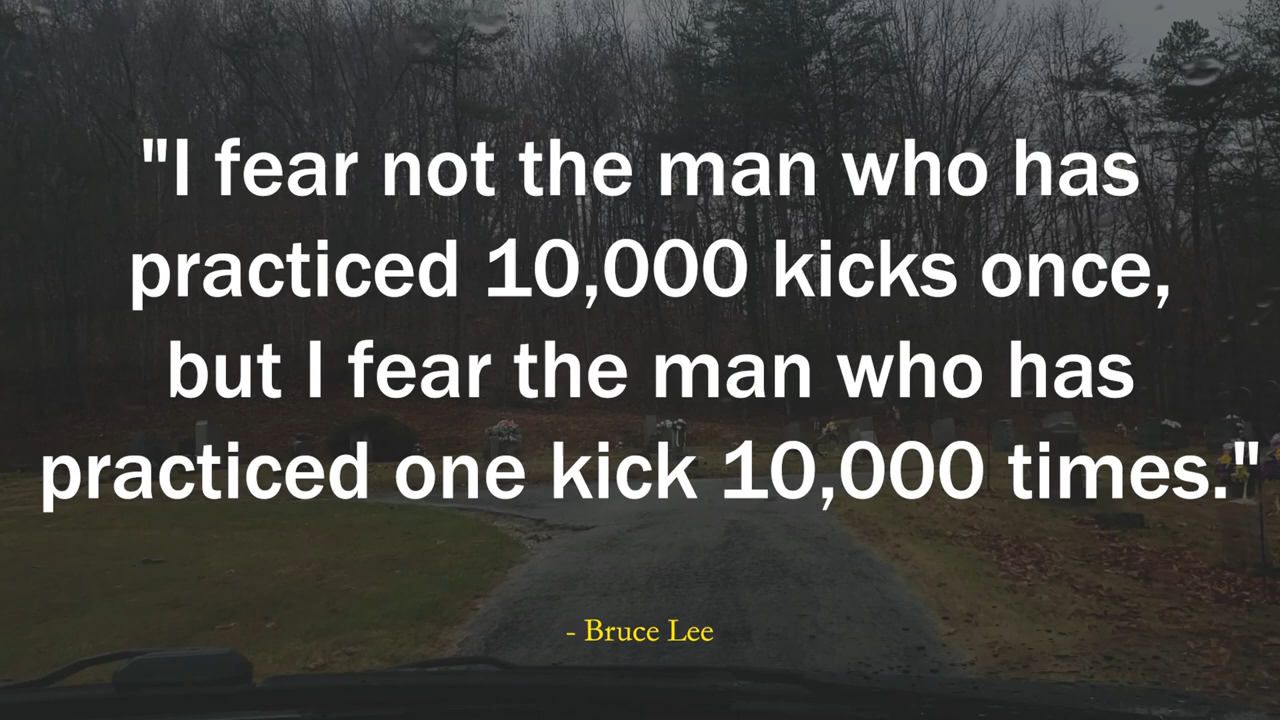 "I fear not the man who has
practiced 10,000 kicks once,
but I fear the man who has
practiced one kick 10,000 times."
- Bruce Lee